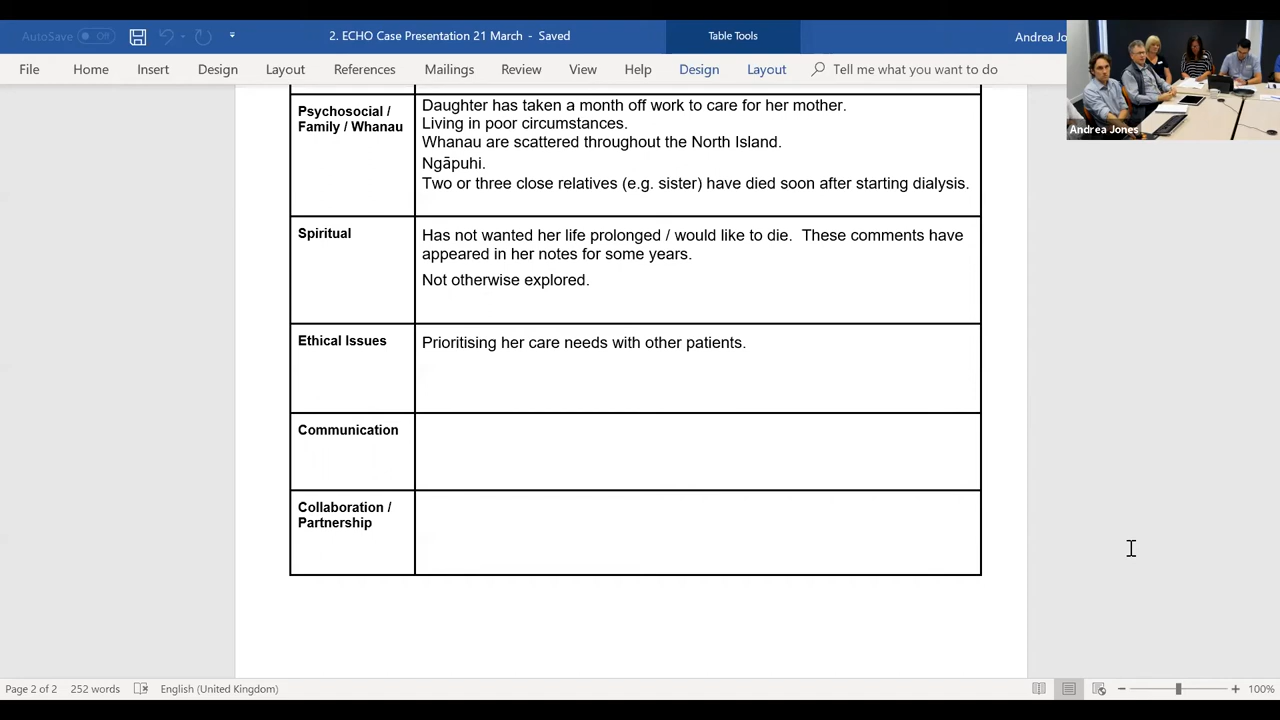 AutoSave Off
2. ECHO Case Presentation 21 March - Saved
Table Tools
Andrea Jo
File Home Insert Design Layout References Mailings Review View Help Design Layout Tell me what you want to do
Andrea Jones
Psychosocial /
Family / Whanau
Daughter has taken a month off work to care for her mother.
Living in poor circumstances.
Whanau are scattered throughout the North Island.
Ngāpuhi.
Two or three close relatives (e.g. sister) have died soon after starting dialysis.
Spiritual
Has not wanted her life prolonged / would like to die.  These comments have
appeared in her notes for some years.
Not otherwise explored.
Ethical Issues
Prioritising her care needs with other patients.
Communication
Collaboration /
Partnership
Page 2 of 2 252 words English (United Kingdom) 100%